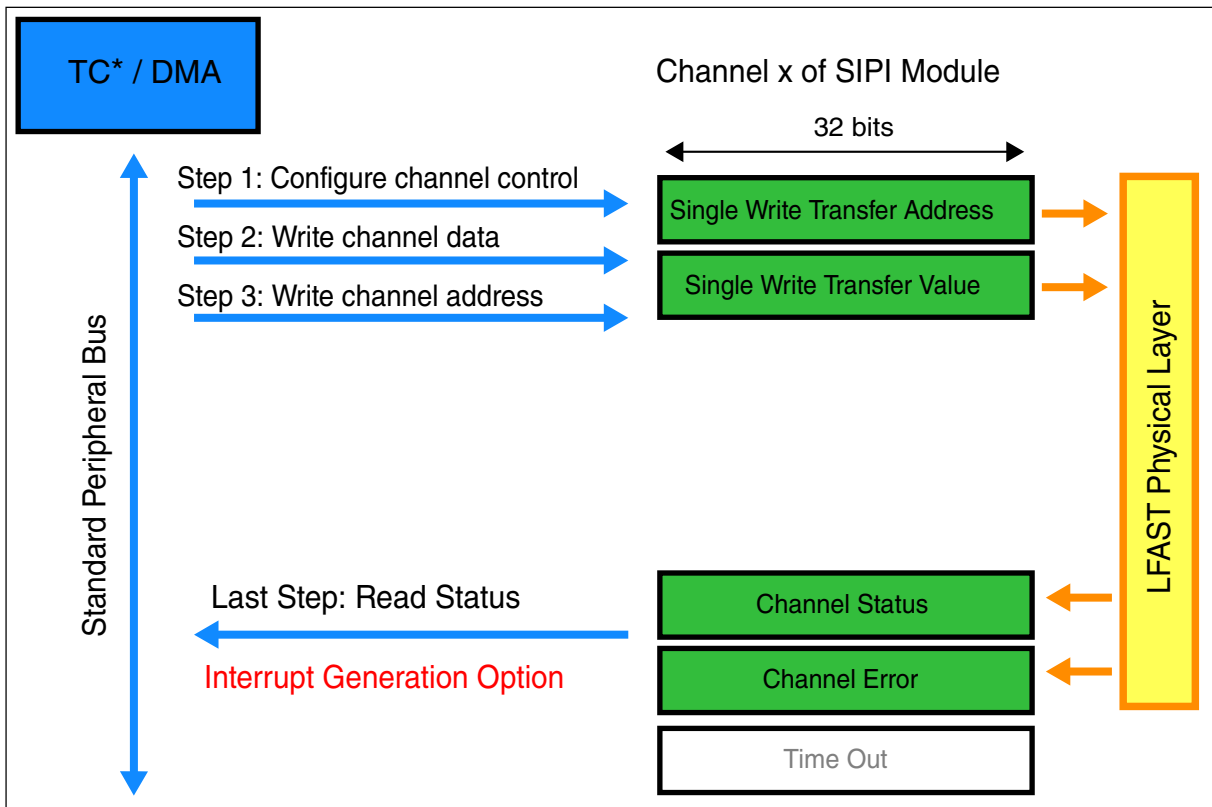 TC* / DMA
Channel x of SIPI Module
32 bits
Step 1: Configure channel control
Single Write Transfer Address
Step 2: Write channel data
Single Write Transfer Value
Step 3: Write channel address
Standard Peripheral Bus
LFAST Physical Layer
Last Step: Read Status
Channel Status
Interrupt Generation Option
Channel Error
Time Out